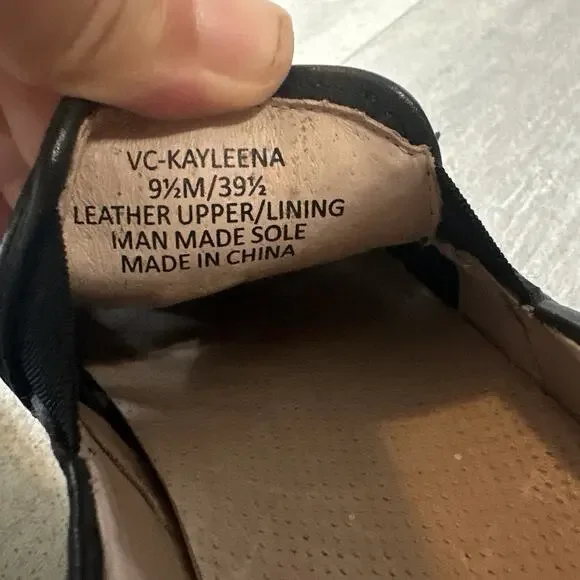 VC-KAYLEENA
9½M/39½
LEATHER UPPER/LINING
MAN MADE SOLE
MADE IN CHINA